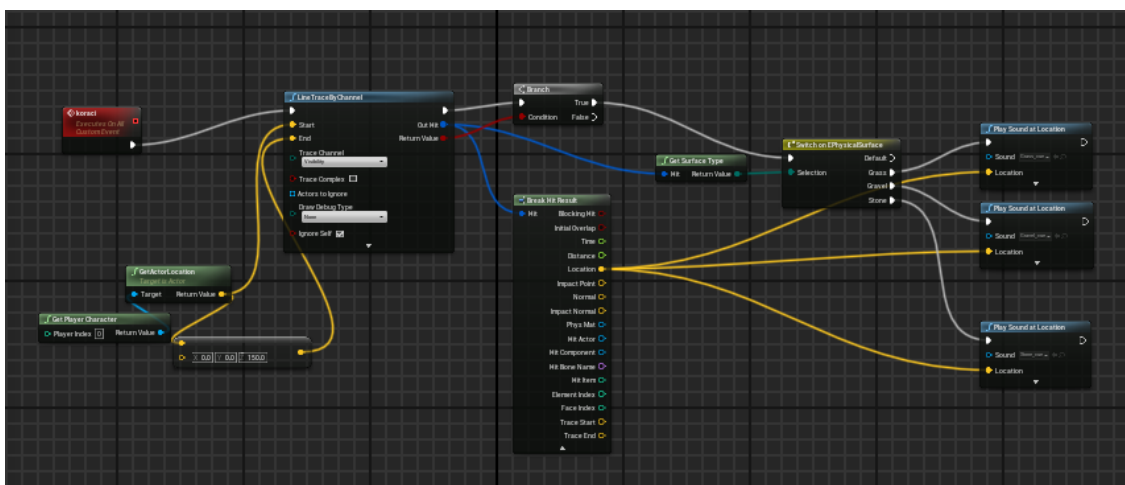 koraci
Executes On All
Custom Event
LineTraceByChannel
Start
Out Hit
End
Return Value
Trace Channel
Visibility
Trace Complex
Actors to Ignore
Draw Debug Type
None
Ignore Self
GetActorLocation
Target is Actor
Target
Return Value
Get Player Character
Player Index 0
Return Value
X 0.0 Y 0.0 Z 150.0
Branch
True
Condition
False
Break Hit Result
Hit
Blocking Hit
Initial Overlap
Time
Distance
Location
Impact Point
Normal
Impact Normal
Phys Mat
Hit Actor
Hit Component
Hit Bone Name
Hit Item
Element Index
Face Index
Trace Start
Trace End
Get Surface Type
Hit
Return Value
Switch on EPhysicalSurface
Default
Selection
Grass
Gravel
Stone
Play Sound at Location
Sound
Location
Play Sound at Location
Sound
Location
Play Sound at Location
Sound
Location